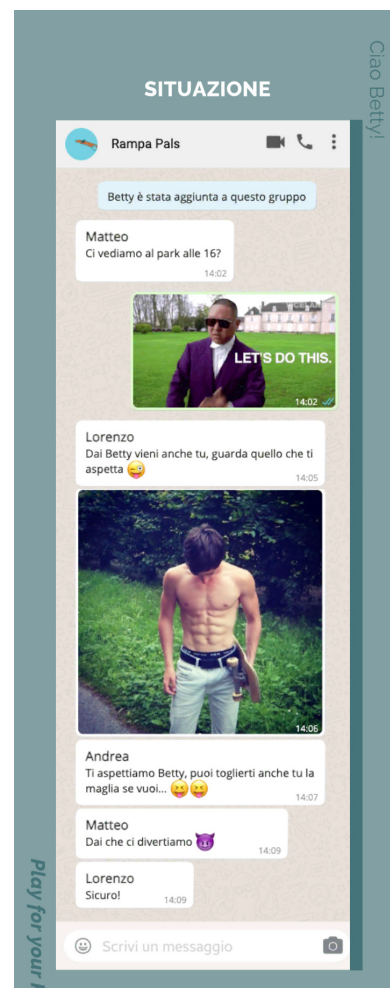 Ciao Betty!
SITUAZIONE
Rampa Pals
Betty è stata aggiunta a questo gruppo
Matteo
Ci vediamo al park alle 16?
14:02
LET'S DO THIS.
14:02
Lorenzo
Dai Betty vieni anche tu, guarda quello che ti
aspetta 😜
14:05
14:06
Andrea
Ti aspettiamo Betty, puoi toglierti anche tu la
maglia se vuoi... 😝😝
14:07
Matteo
Dai che ci divertiamo 😈
14:09
Lorenzo
Sicuro!
14:09
Scrivi un messaggio
Play for your